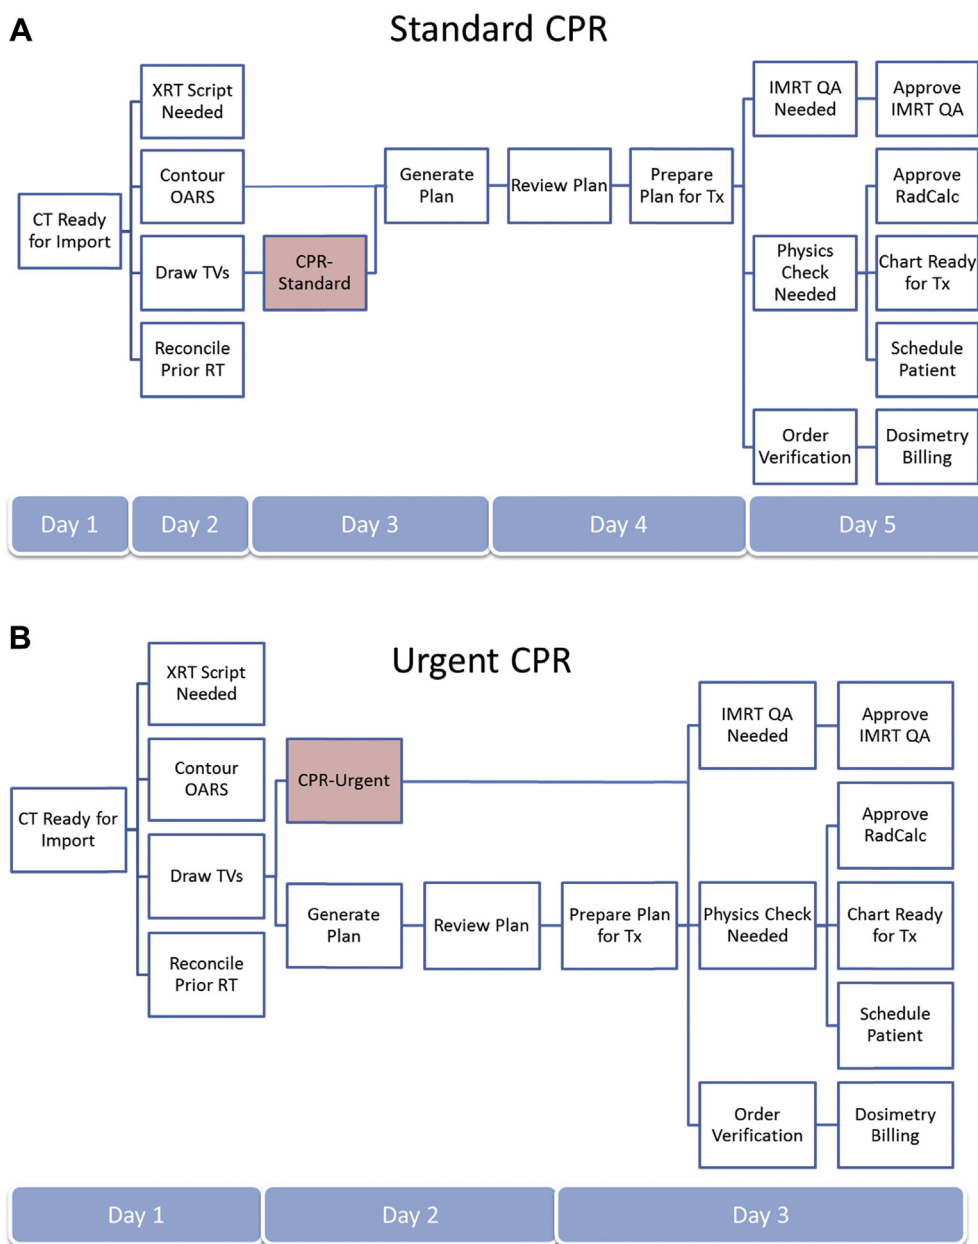 A
Standard CPR
CT Ready
for Import
XRT Script
Needed
Contour
OARS
Draw TVs
Reconcile
Prior RT
CPR-
Standard
Generate
Plan
Review Plan
Prepare
Plan for Tx
IMRT QA
Needed
Physics
Check
Needed
Order
Verification
Approve
IMRT QA
Approve
RadCalc
Chart Ready
for Tx
Schedule
Patient
Dosimetry
Billing
Day 1
Day 2
Day 3
Day 4
Day 5
B
Urgent CPR
CT Ready for
Import
XRT Script
Needed
Contour
OARS
Draw TVs
Reconcile
Prior RT
CPR-Urgent
Generate
Plan
Review Plan
Prepare Plan
for Tx
IMRT QA
Needed
Physics Check
Needed
Order
Verification
Approve
IMRT QA
Approve
RadCalc
Chart Ready
for Tx
Schedule
Patient
Dosimetry
Billing
Day 1
Day 2
Day 3